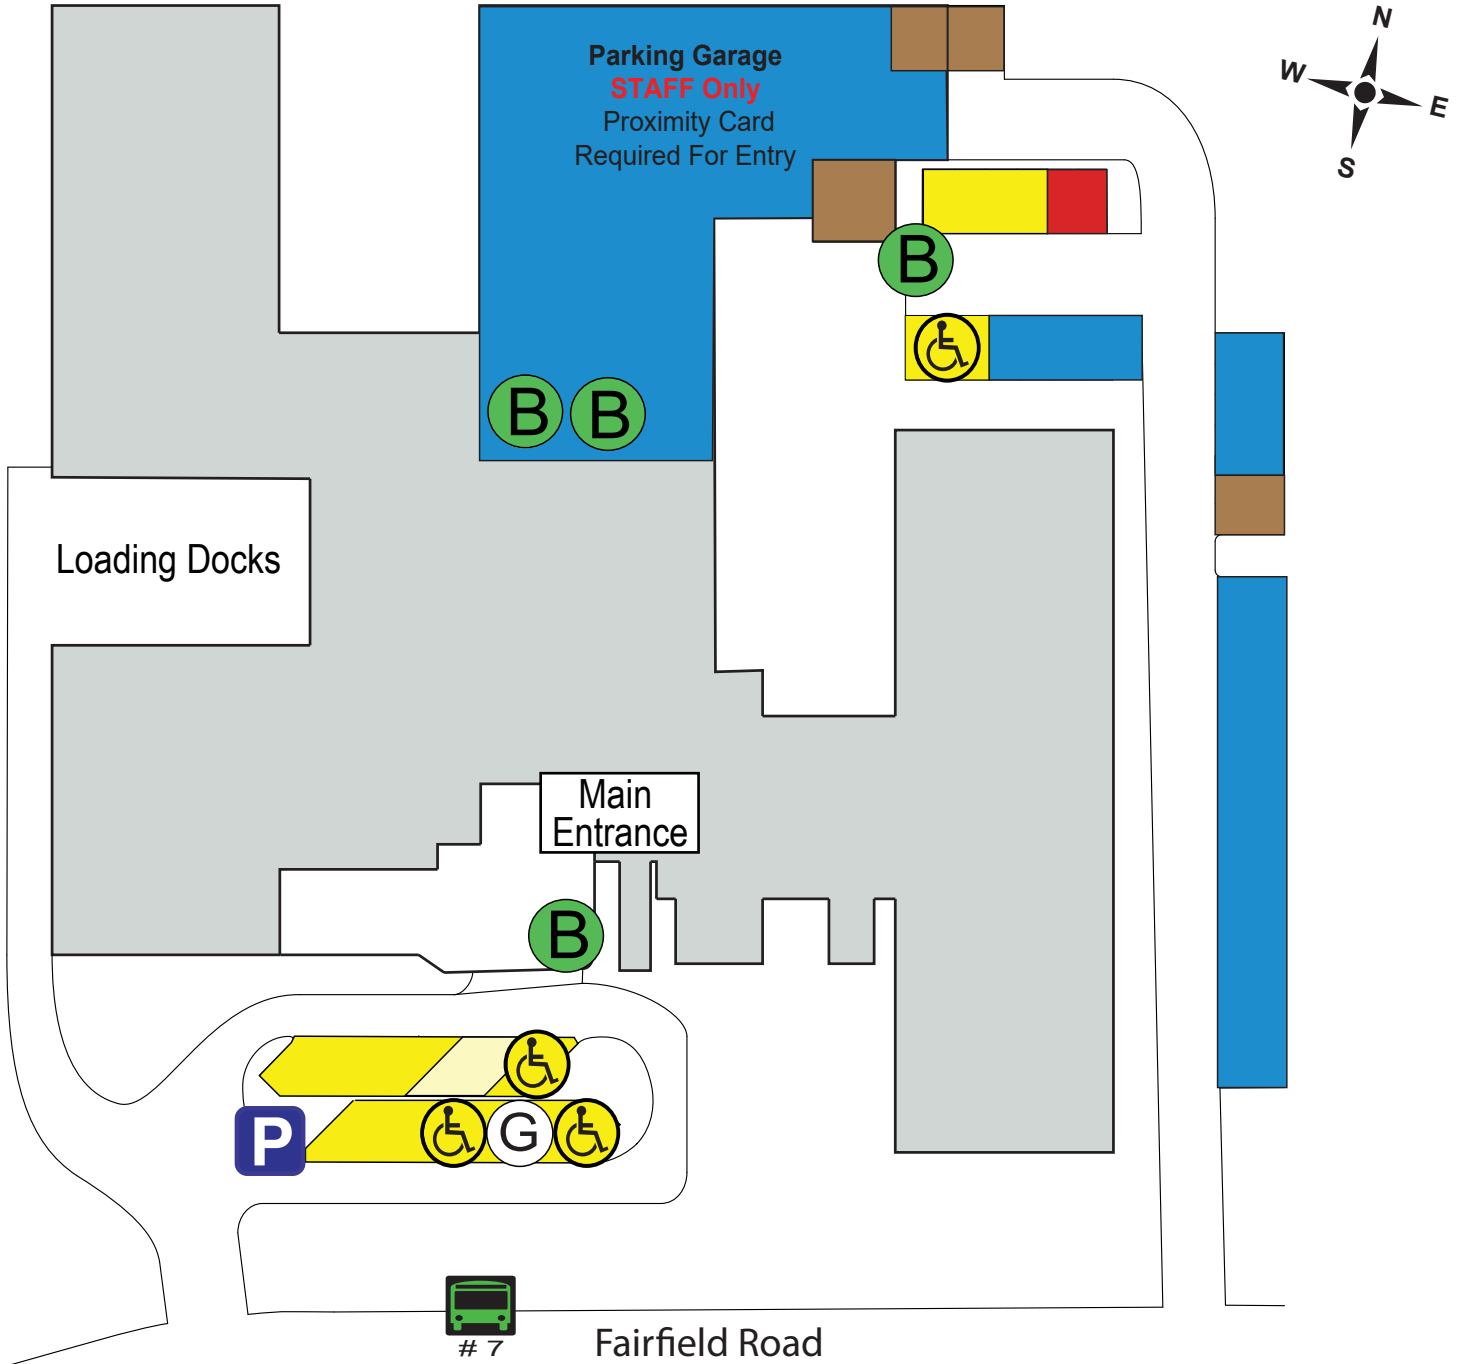 N
W
E
S
Parking Garage
STAFF Only
Proximity Card
Required For Entry
B
B
B
Loading Docks
Main
Entrance
B
P
G
# 7
Fairfield Road